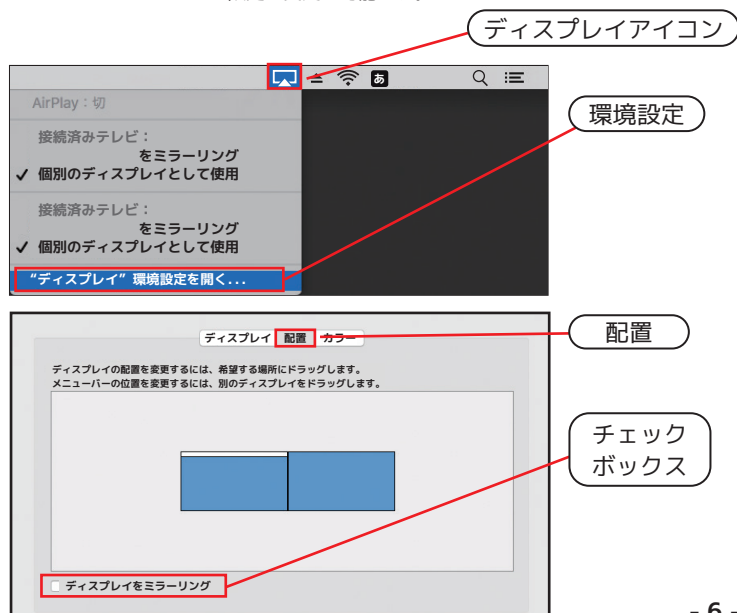 ディスプレイアイコン
あ
AirPlay：切
環境設定
接続済みテレビ：
をミラーリング
✓ 個別のディスプレイとして使用
接続済みテレビ：
をミラーリング
✓ 個別のディスプレイとして使用
“ディスプレイ” 環境設定を開く...
ディスプレイ 配置 カラー
配置
ディスプレイの配置を変更するには、希望する場所にドラッグします。
メニューバーの位置を変更するには、別のディスプレイをドラッグします。
チェック
ボックス
ディスプレイをミラーリング
- 6 -